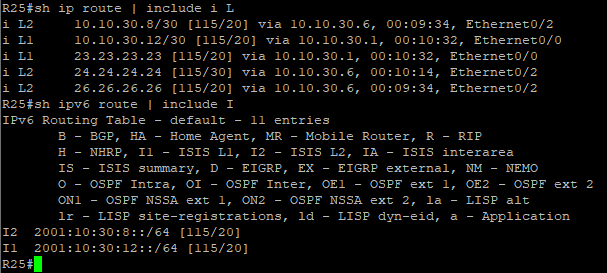 R25#sh ip route | include i L
i L2     10.10.30.8/30 [115/20] via 10.10.30.6, 00:09:34, Ethernet0/2
i L1     10.10.30.12/30 [115/20] via 10.10.30.1, 00:10:32, Ethernet0/0
i L1     23.23.23.23 [115/20] via 10.10.30.1, 00:10:32, Ethernet0/0
i L2     24.24.24.24 [115/30] via 10.10.30.6, 00:10:14, Ethernet0/2
i L2     26.26.26.26 [115/20] via 10.10.30.6, 00:09:34, Ethernet0/2
R25#sh ipv6 route | include I
IPv6 Routing Table - default - 11 entries
       B - BGP, HA - Home Agent, MR - Mobile Router, R - RIP
       H - NHRP, I1 - ISIS L1, I2 - ISIS L2, IA - ISIS interarea
       IS - ISIS summary, D - EIGRP, EX - EIGRP external, NM - NEMO
       O - OSPF Intra, OI - OSPF Inter, OE1 - OSPF ext 1, OE2 - OSPF ext 2
       ON1 - OSPF NSSA ext 1, ON2 - OSPF NSSA ext 2, la - LISP alt
       lr - LISP site-registrations, ld - LISP dyn-eid, a - Application
I2  2001:10:30:8::/64 [115/20]
I1  2001:10:30:12::/64 [115/20]
R25#